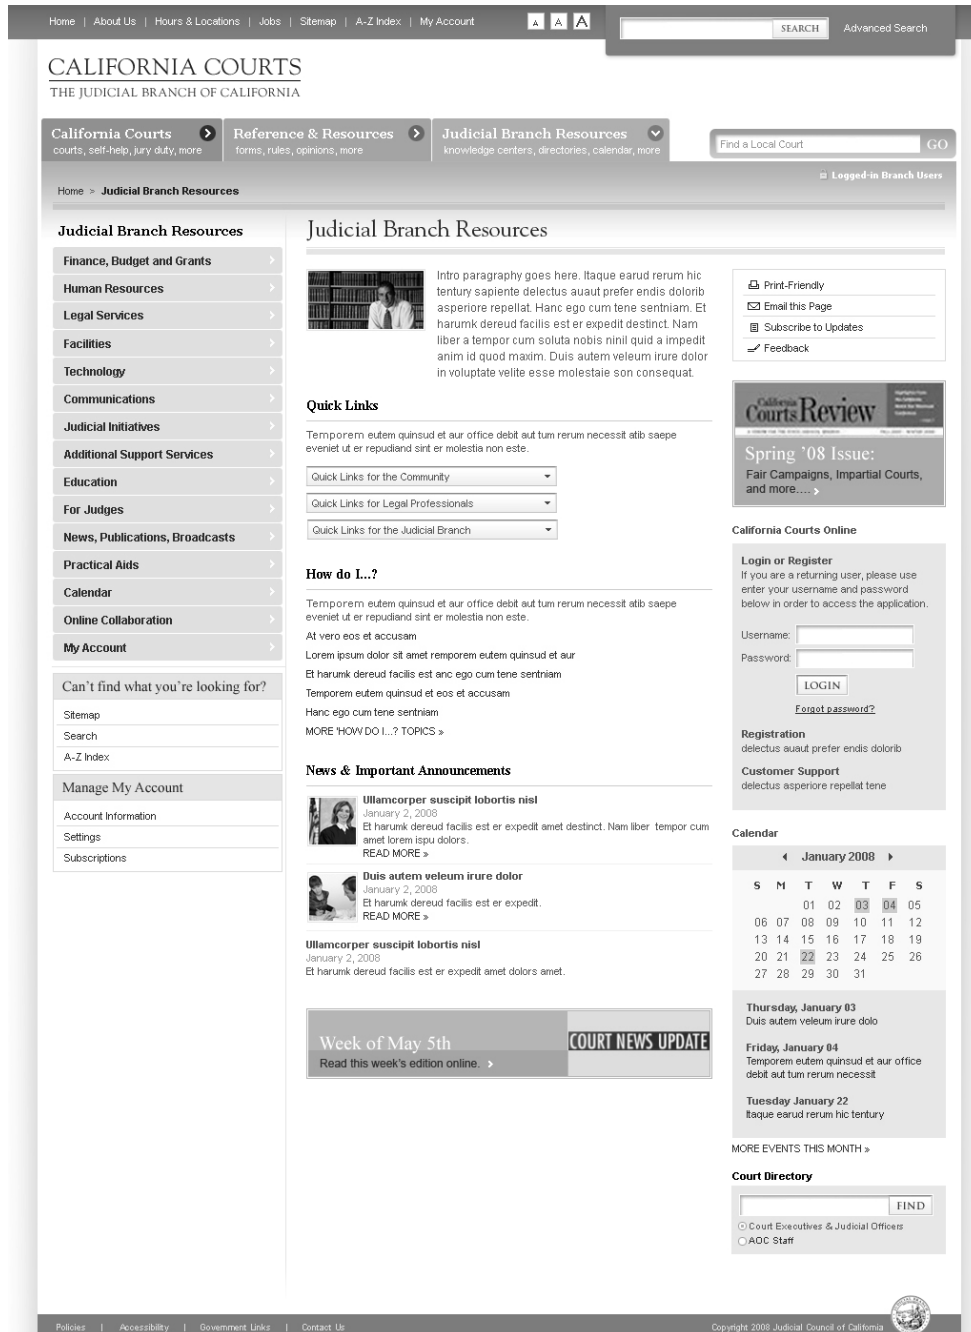 Home | About Us | Hours & Locations | Jobs | Sitemap | A-Z Index | My Account
A A A
SEARCH
Advanced Search
CALIFORNIA COURTS
THE JUDICIAL BRANCH OF CALIFORNIA
California Courts
courts, self-help, jury duty, more
Reference & Resources
forms, rules, opinions, more
Judicial Branch Resources
knowledge centers, directories, calendar, more
Find a Local Court
GO
Logged-in Branch Users
Home > Judicial Branch Resources
Judicial Branch Resources
Finance, Budget and Grants
Human Resources
Legal Services
Facilities
Technology
Communications
Judicial Initiatives
Additional Support Services
Education
For Judges
News, Publications, Broadcasts
Practical Aids
Calendar
Online Collaboration
My Account
Can't find what you're looking for?
Sitemap
Search
A-Z Index
Manage My Account
Account Information
Settings
Subscriptions
Judicial Branch Resources
Intro paragraphy goes here. Itaque earud rerum hic
tentury sapiente delectus auaut prefer endis dolorib
asperiore repellat. Hanc ego cum tene sentniam. Et
harumk dereud facilis est er expedit destinct. Nam
liber a tempor cum soluta nobis ninil quid a impedit
anim id quod maxim. Duis autem veleum irure dolor
in voluptate velite esse molestaie son consequat.
Quick Links
Temporem eutem quinsud et aur office debit aut tum rerum necessit atib saepe
eveniet ut er repudiand sint er molestia non este.
Quick Links for the Community
Quick Links for Legal Professionals
Quick Links for the Judicial Branch
How do I...?
Temporem eutem quinsud et aur office debit aut tum rerum necessit atib saepe
eveniet ut er repudiand sint er molestia non este.
At vero eos et accusam
Lorem ipsum dolor sit amet remporem eutem quinsud et aur
Et harumk dereud facilis est anc ego cum tene sentniam
Temporem eutem quinsud et eos et accusam
Hanc ego cum tene sentniam
MORE 'HOW DO I...? TOPICS »
News & Important Announcements
Ullamcorper suscipit lobortis nisl
January 2, 2008
Et harumk dereud facilis est er expedit amet destinct. Nam liber tempor cum
amet lorem ispu dolors.
READ MORE »
Duis autem veleum irure dolor
January 2, 2008
Et harumk dereud facilis est er expedit.
READ MORE »
Ullamcorper suscipit lobortis nisl
January 2, 2008
Et harumk dereud facilis est er expedit amet dolors amet.
Week of May 5th
Read this week's edition online.
COURT NEWS UPDATE
Print-Friendly
Email this Page
Subscribe to Updates
Feedback
California
Courts Review
Spring '08 Issue:
Fair Campaigns, Impartial Courts,
and more....
California Courts Online
Login or Register
If you are a returning user, please use
enter your username and password
below in order to access the application.
Username:
Password:
LOGIN
Forgot password?
Registration
delectus auaut prefer endis dolorib
Customer Support
delectus asperiore repellat tene
Calendar
January 2008
S M T W T F S
01 02 03 04 05
06 07 08 09 10 11 12
13 14 15 16 17 18 19
20 21 22 23 24 25 26
27 28 29 30 31
Thursday, January 03
Duis autem veleum irure dolo
Friday, January 04
Temporem eutem quinsud et aur office
debit aut tum rerum necessit
Tuesday January 22
Itaque earud rerum hic tentury
MORE EVENTS THIS MONTH »
Court Directory
FIND
Court Executives & Judicial Officers
AOC Staff
Policies | Accessibility | Government Links | Contact Us
Copyright 2008 Judicial Council of California